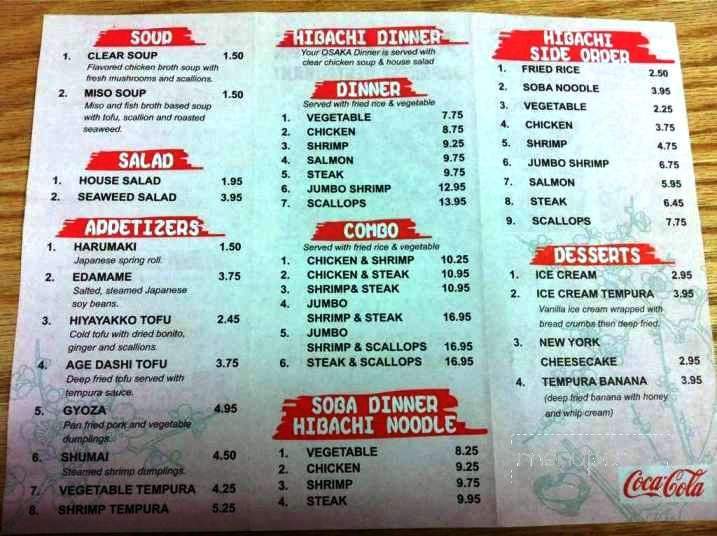 SOUP
1. CLEAR SOUP 1.50
Flavored chicken broth soup with
fresh mushrooms and scallions.
2. MISO SOUP 1.50
Miso and fish broth based soup
with tofu, scallion and roasted
seaweed.
SALAD
1. HOUSE SALAD 1.95
2. SEAWEED SALAD 3.95
APPETIZERS
1. HARUMAKI 1.50
Japanese spring roll.
2. EDAMAME 3.75
Salted, steamed Japanese
soy beans.
3. HIYAYAKKO TOFU 2.45
Cold tofu with dried bonito,
ginger and scallions.
4. AGE DASHI TOFU 3.75
Deep fried tofu served with
tempura sauce.
5. GYOZA 4.95
Pan fried pork and vegetable
dumplings.
6. SHUMAI 4.50
Steamed shrimp dumplings.
7. VEGETABLE TEMPURA 4.25
8. SHRIMP TEMPURA 5.25
HIBACHI DINNER
Your OSAKA Dinner is served with
clear chicken soup & house salad
DINNER
Served with fried rice & vegetable
1. VEGETABLE 7.75
2. CHICKEN 8.75
3. SHRIMP 9.25
4. SALMON 9.75
5. STEAK 9.75
6. JUMBO SHRIMP 12.95
7. SCALLOPS 13.95
COMBO
Served with fried rice & vegetable
1. CHICKEN & SHRIMP 10.25
2. CHICKEN & STEAK 10.95
3. SHRIMP& STEAK 10.95
4. JUMBO
SHRIMP & STEAK 16.95
5. JUMBO
SHRIMP & SCALLOPS 16.95
6. STEAK & SCALLOPS 16.95
SOBA DINNER
HIBACHI NOODLE
1. VEGETABLE 8.25
2. CHICKEN 9.25
3. SHRIMP 9.75
4. STEAK 9.95
HIBACHI
SIDE ORDER
1. FRIED RICE 2.50
2. SOBA NOODLE 3.95
3. VEGETABLE 2.25
4. CHICKEN 3.75
5. SHRIMP 4.75
6. JUMBO SHRIMP 6.75
7. SALMON 5.95
8. STEAK 6.45
9. SCALLOPS 7.75
DESSERTS
1. ICE CREAM 2.95
2. ICE CREAM TEMPURA 3.95
Vanilla ice cream wrapped with
bread crumbs then deep fried.
3. NEW YORK
CHEESECAKE 2.95
4. TEMPURA BANANA 3.95
(deep fried banana with honey
and whip cream)
Coca-Cola